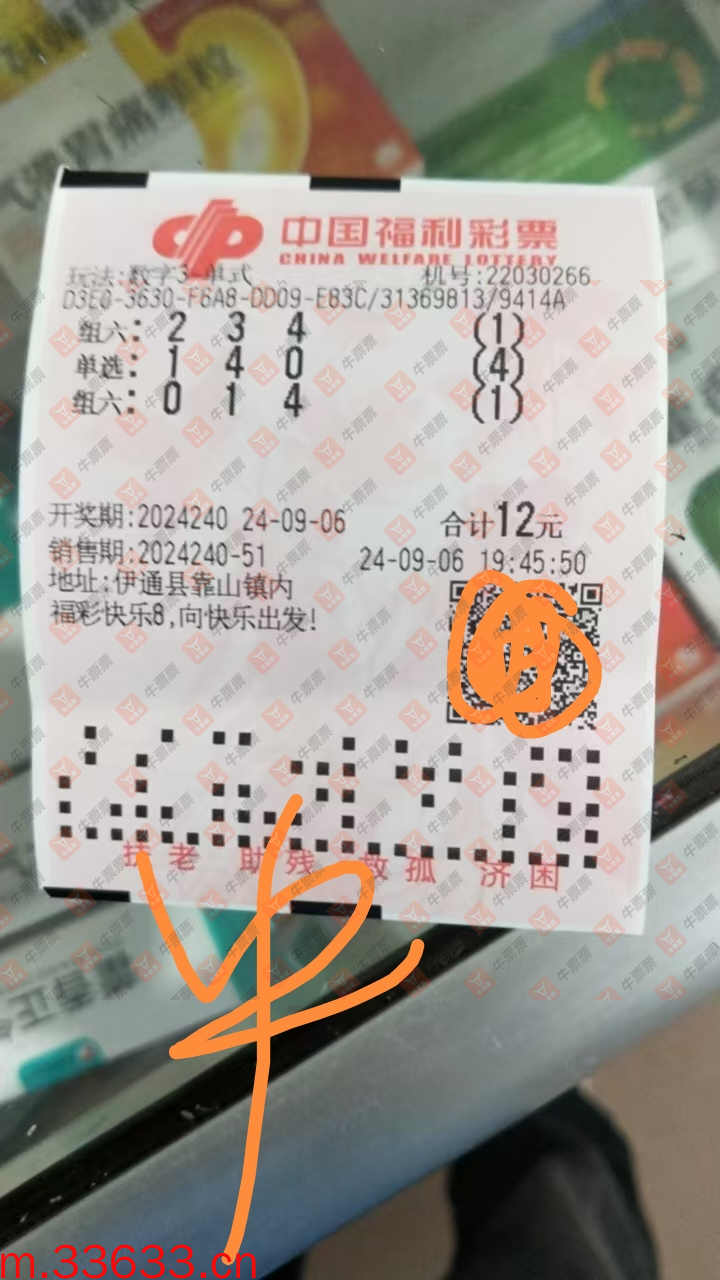 中国福利彩票
CHINA WELFARE LOTTERY
玩法:数字3-单式 机号:22030266
D3E0-3630-F6A8-DD09-E83C/31369813/9414A
组六: 2 3 4 (1)
单选: 1 4 0 (4)
组六: 0 1 4 (1)
开奖期:2024240 24-09-06 合计12元
销售期:2024240-51 24-09-06 19:45:50
地址:伊通县靠山镇内
福彩快乐8,向快乐出发!
扶老 助残 救孤 济困
牛票票
m.33633.cn